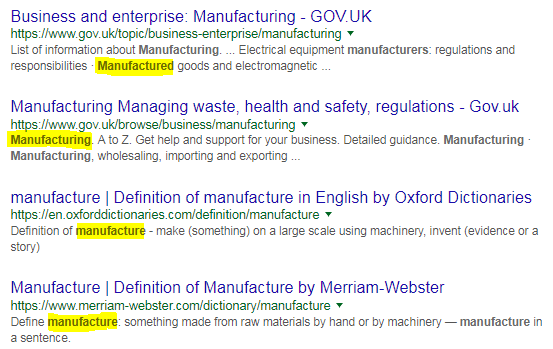 Business and enterprise: Manufacturing - GOV.UK
https://www.gov.uk/topic/business-enterprise/manufacturing
List of information about Manufacturing. ... Electrical equipment manufacturers: regulations and
responsibilities · Manufactured goods and electromagnetic ...
Manufacturing Managing waste, health and safety, regulations - Gov.uk
https://www.gov.uk/browse/business/manufacturing
Manufacturing. A to Z. Get help and support for your business. Detailed guidance. Manufacturing ·
Manufacturing, wholesaling, importing and exporting ...
manufacture | Definition of manufacture in English by Oxford Dictionaries
https://en.oxforddictionaries.com/definition/manufacture
Definition of manufacture - make (something) on a large scale using machinery, invent (evidence or a
story)
Manufacture | Definition of Manufacture by Merriam-Webster
https://www.merriam-webster.com/dictionary/manufacture
Define manufacture: something made from raw materials by hand or by machinery — manufacture in
a sentence.